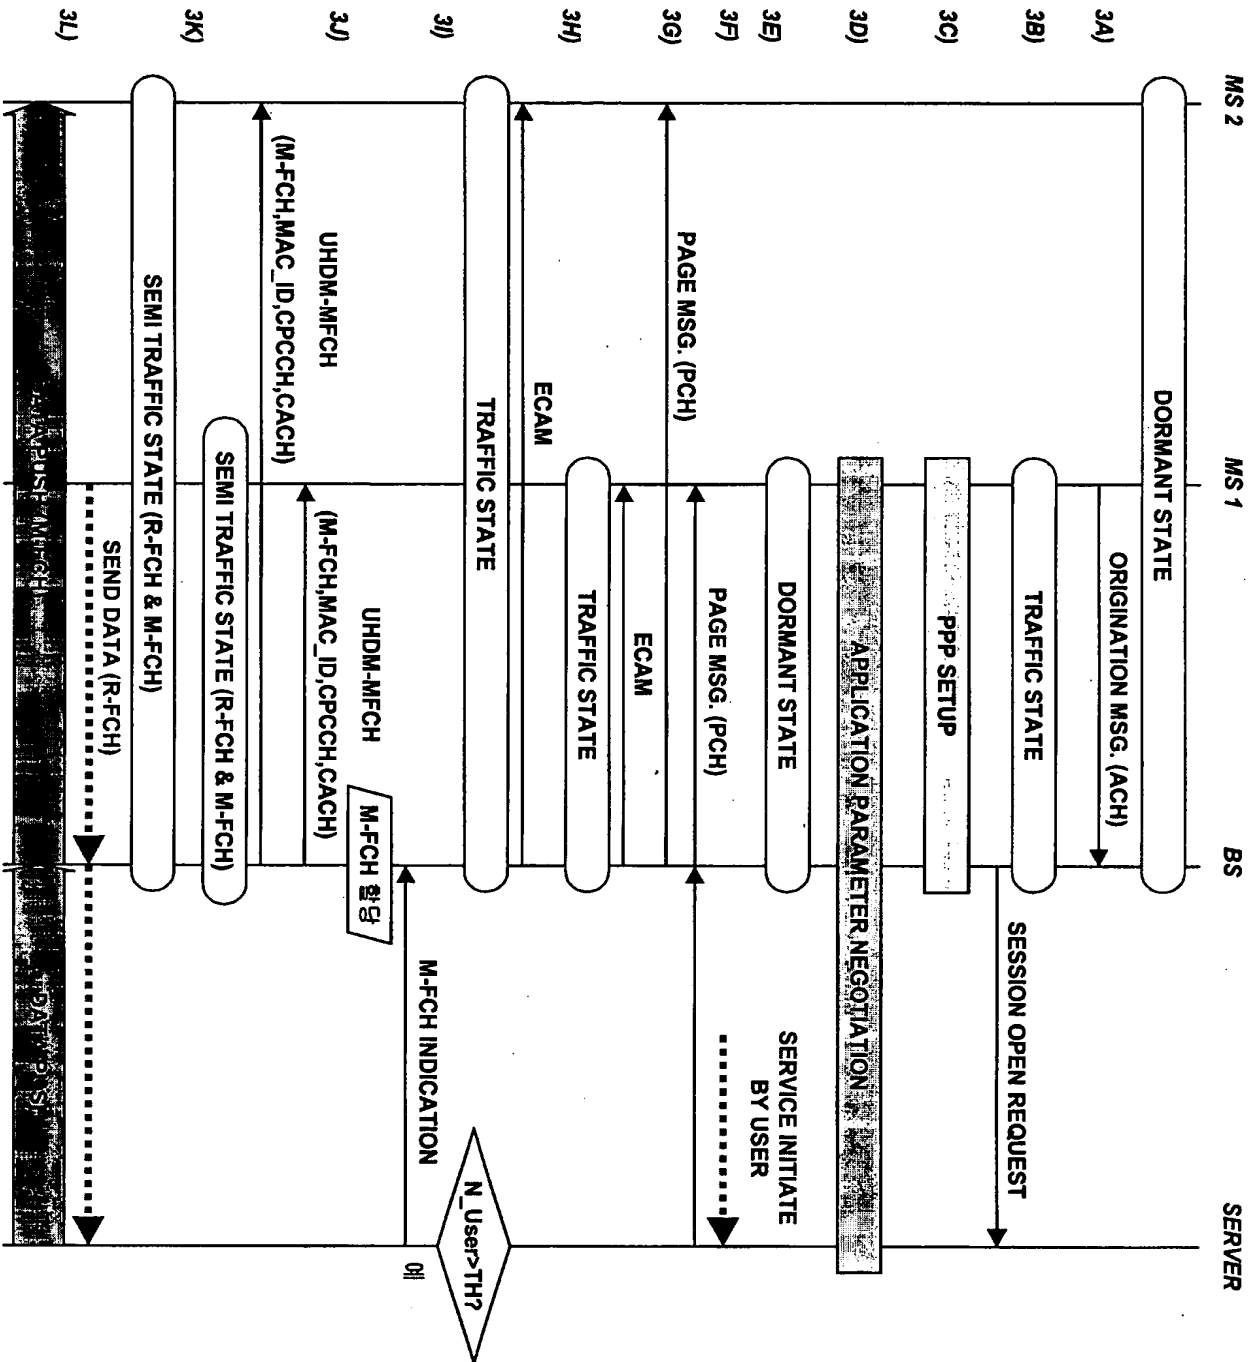 MS 2
MS 1
BS
SERVER
DORMANT STATE
3A)
ORIGINATION MSG. (ACH)
3B)
TRAFFIC STATE
SESSION OPEN REQUEST
3C)
PPP SETUP
3D)
APPLICATION PARAMETER NEGOTIATION
3E)
DORMANT STATE
SERVICE INITIATE
BY USER
3F)
3G)
PAGE MSG. (PCH)
PAGE MSG. (PCH)
ECAM
3H)
TRAFFIC STATE
ECAM
3I)
TRAFFIC STATE
N_User>TH?
예
M-FCH INDICATION
M-FCH 할당
3J)
UHDM-MFCH
(M-FCH,MAC_ID,CPCCH,CACH)
UHDM-MFCH
(M-FCH,MAC_ID,CPCCH,CACH)
3K)
SEMI TRAFFIC STATE (R-FCH & M-FCH)
SEMI TRAFFIC STATE (R-FCH & M-FCH)
SEND DATA (R-FCH)
3L)
DATA PUSH